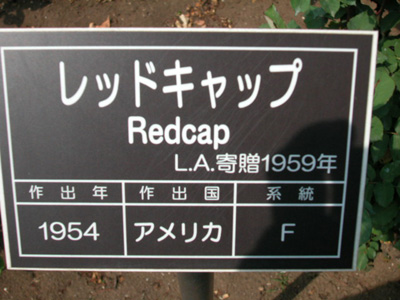 レッドキャップ
Redcap
L.A.寄贈1959年
作出年 作出国 系統
1954 アメリカ F